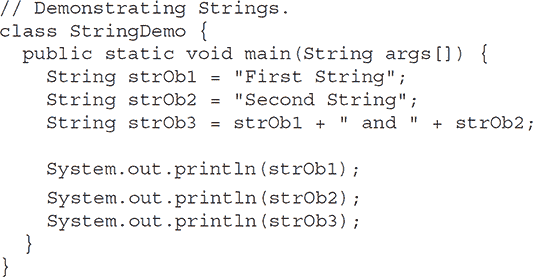 // Demonstrating Strings.
class StringDemo {
  public static void main(String args[]) {
    String strOb1 = "First String";
    String strOb2 = "Second String";
    String strOb3 = strOb1 + " and " + strOb2;

    System.out.println(strOb1);
    System.out.println(strOb2);
    System.out.println(strOb3);
  }
}